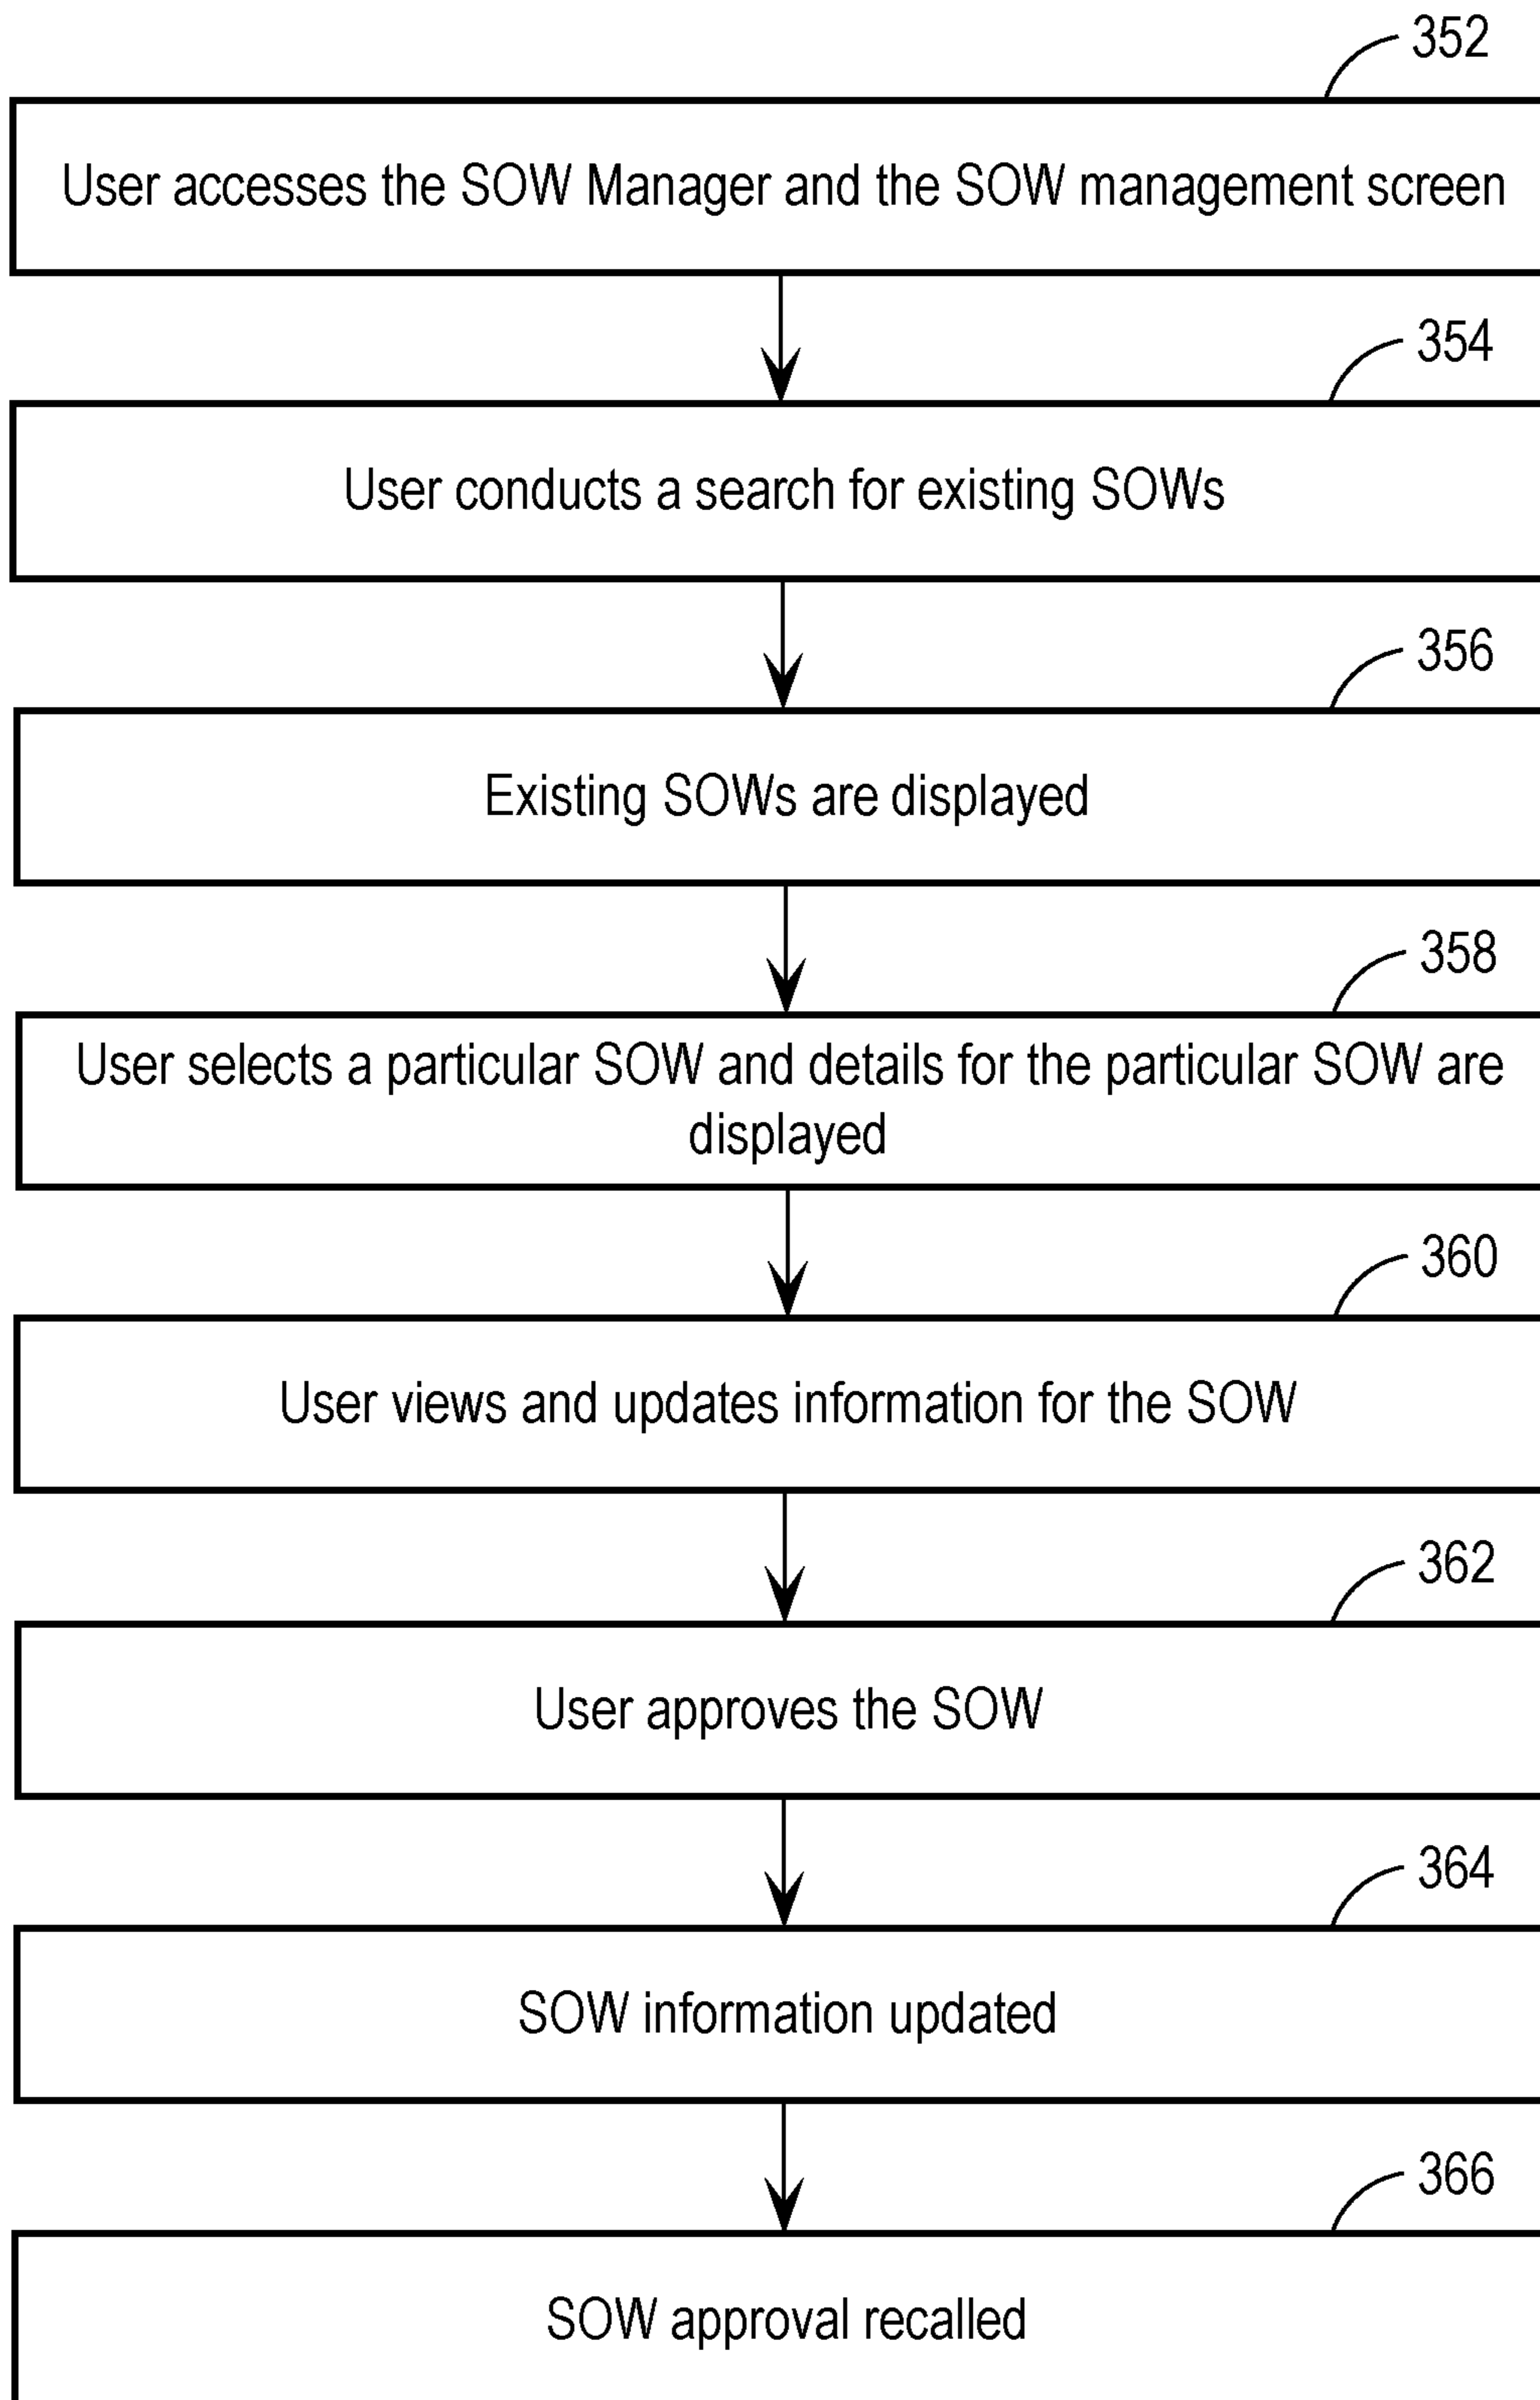 352
User accesses the SOW Manager and the SOW management screen
354
User conducts a search for existing SOWs
356
Existing SOWs are displayed
358
User selects a particular SOW and details for the particular SOW are
displayed
360
User views and updates information for the SOW
362
User approves the SOW
364
SOW information updated
366
SOW approval recalled